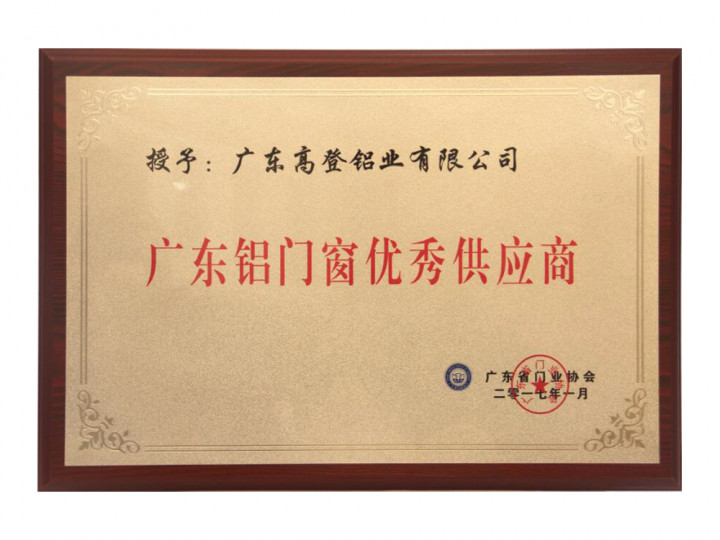 授予：广东高登铝业有限公司
广东铝门窗优秀供应商
广东省门业协会
二零一七年一月